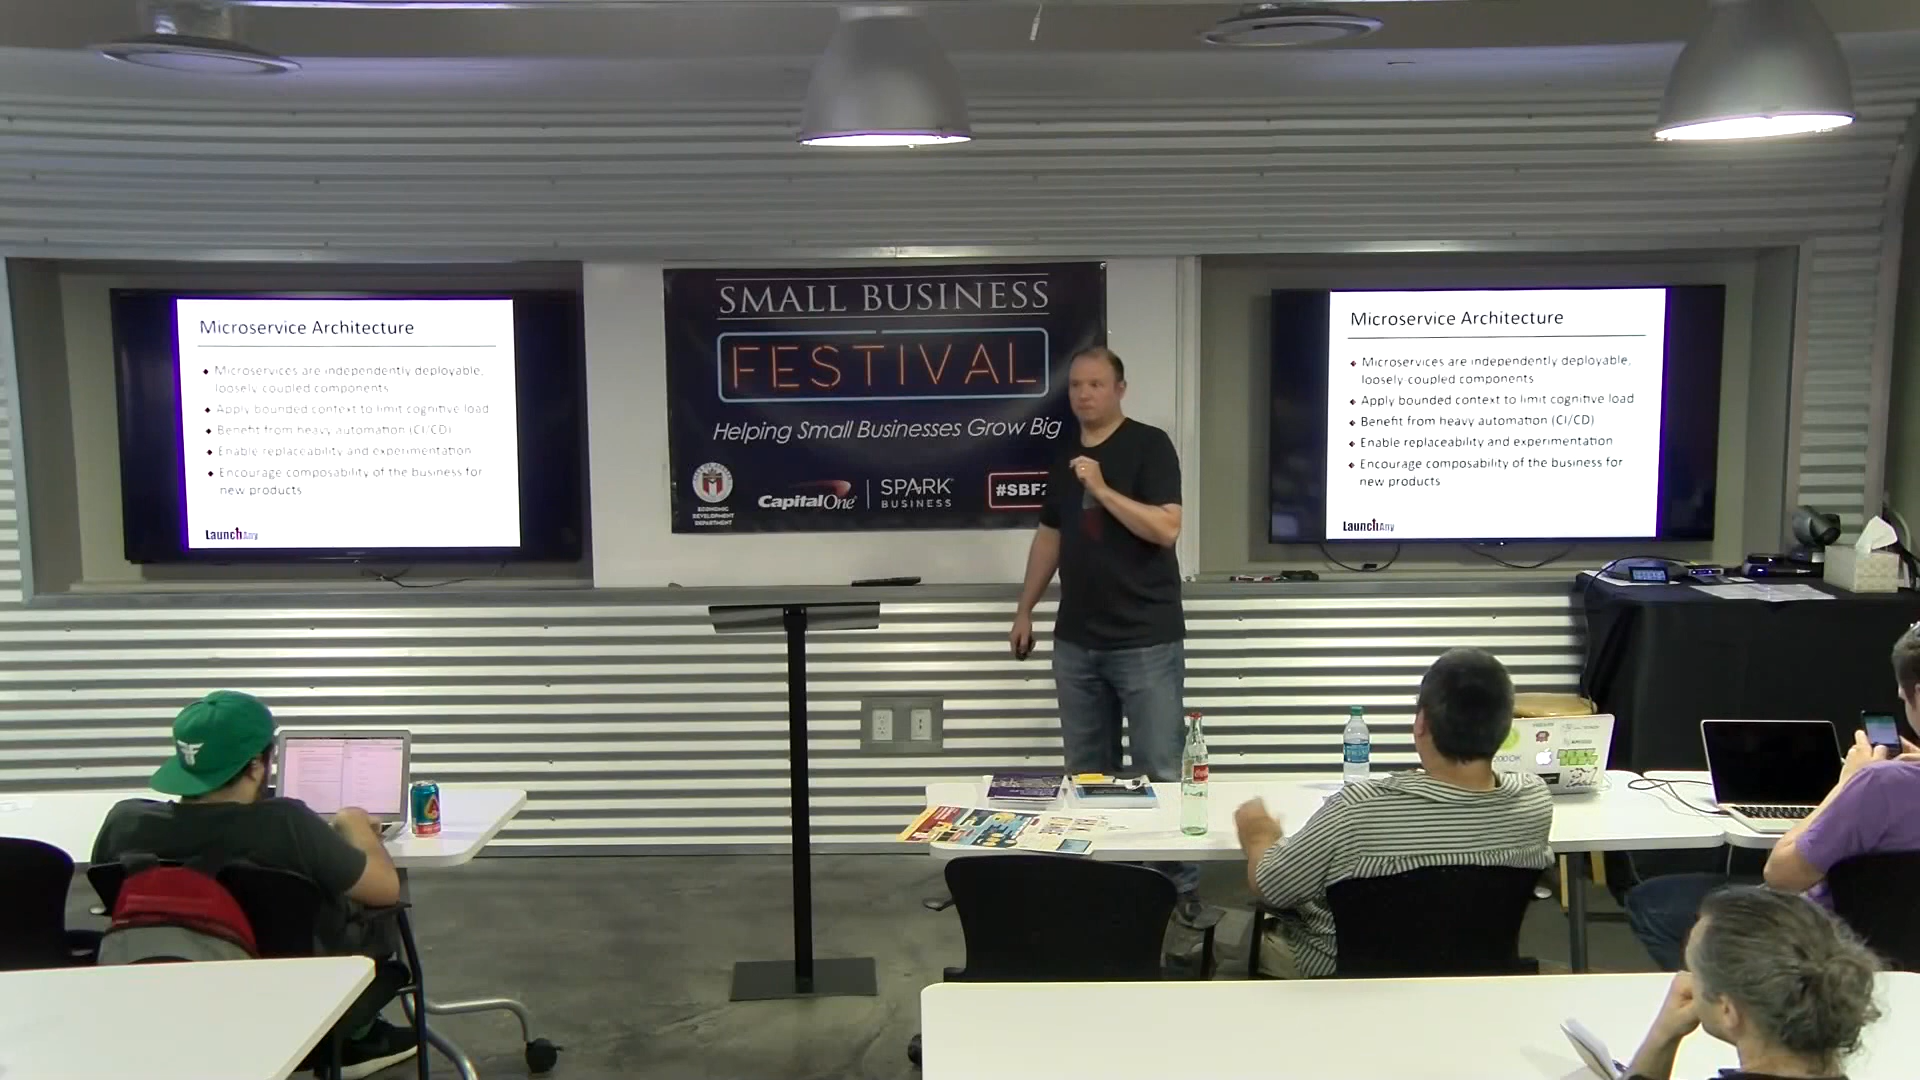 Microservice Architecture
Microservices are independently deployable,
loosely coupled components
Apply bounded context to limit cognitive load
Benefit from heavy automation (CI/CD)
Enable replaceability and experimentation
Encourage composability of the business for
new products
LaunchAny
SMALL BUSINESS
FESTIVAL
Helping Small Businesses Grow Big
ECONOMIC
DEVELOPMENT
DEPARTMENT
CapitalOne
SPARK
BUSINESS
#SBF
Microservice Architecture
Microservices are independently deployable,
loosely coupled components
Apply bounded context to limit cognitive load
Benefit from heavy automation (CI/CD)
Enable replaceability and experimentation
Encourage composability of the business for
new products
LaunchAny